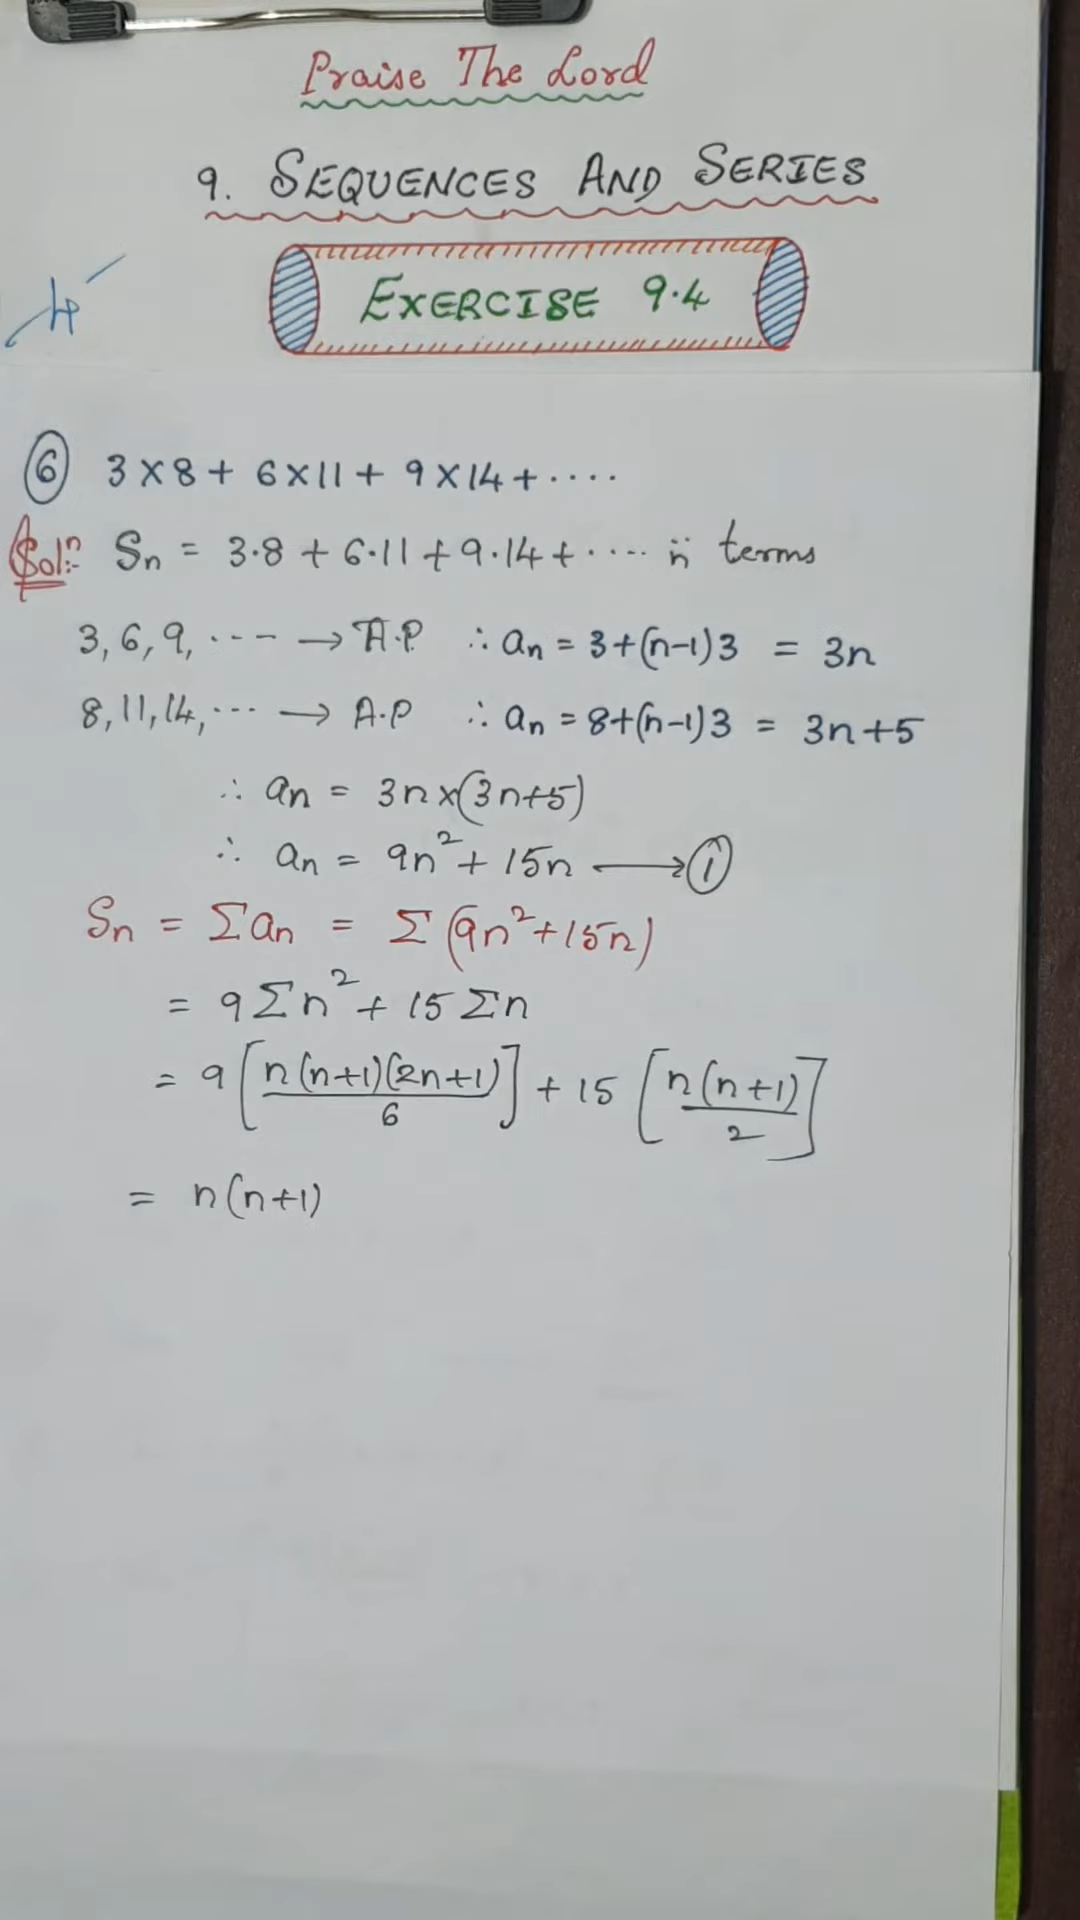 Praise The Lord
9. SEQUENCES AND SERIES
EXERCISE 9.4
⑥ 3 × 8 + 6 × 11 + 9 × 14 + ....
Solⁿ:- Sn = 3·8 + 6·11 + 9·14 + ···· n̈ terms
3, 6, 9, ---- → A.P ∴ an = 3+(n-1)3 = 3n
8, 11, 14, --- → A.P ∴ an = 8+(n-1)3 = 3n+5
∴ an = 3n×(3n+5)
∴ an = 9n² + 15n → ①
Sn = Σan = Σ(9n²+15n)
= 9Σn² + 15Σn
= 9[n(n+1)(2n+1)/6] + 15[n(n+1)/2]
= n(n+1)